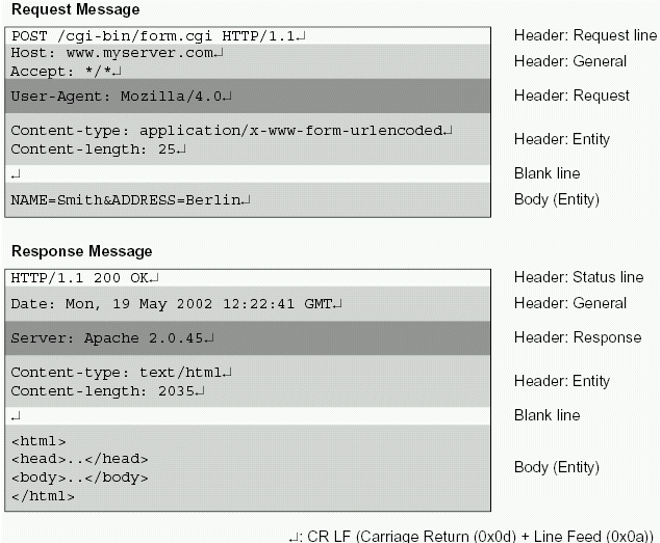 Request Message
POST /cgi-bin/form.cgi HTTP/1.1↵ Header: Request line
Host: www.myserver.com↵
Accept: */*↵ Header: General
User-Agent: Mozilla/4.0↵ Header: Request
Content-type: application/x-www-form-urlencoded↵
Content-length: 25↵ Header: Entity
↵ Blank line
NAME=Smith&ADDRESS=Berlin↵ Body (Entity)
Response Message
HTTP/1.1 200 OK↵ Header: Status line
Date: Mon, 19 May 2002 12:22:41 GMT↵ Header: General
Server: Apache 2.0.45↵ Header: Response
Content-type: text/html↵
Content-length: 2035↵ Header: Entity
↵ Blank line
<html>
<head>..</head>
<body>..</body> Body (Entity)
</html>
↵: CR LF (Carriage Return (0x0d) + Line Feed (0x0a))